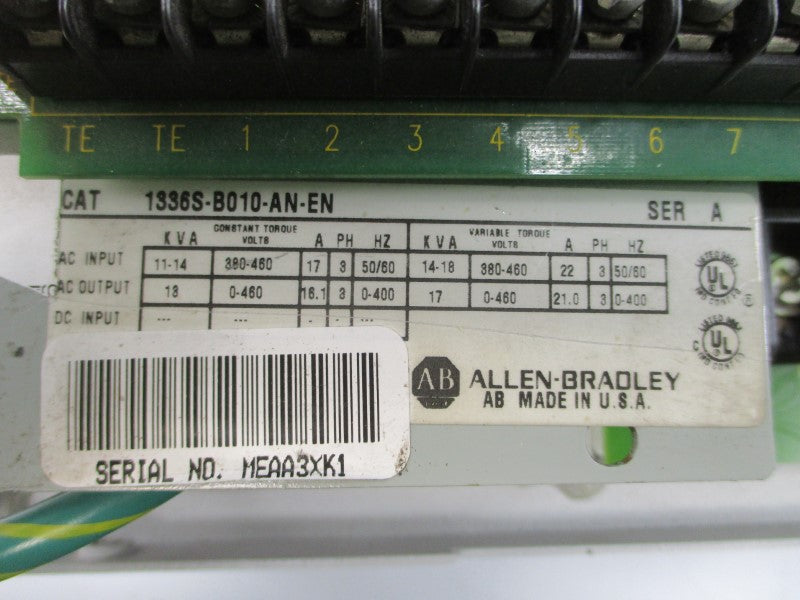 TE TE 1 2 3 4 5 6 7
CAT 1336S-B010-AN-EN SER A
CONSTANT TORQUE VARIABLE TORQUE
KVA VOLTS A PH HZ KVA VOLTS A PH HZ
AC INPUT 11-14 380-460 17 3 50/60 14-18 380-460 22 3 50/60
AC OUTPUT 13 0-460 16.1 3 0-400 17 0-460 21.0 3 0-400
DC INPUT --- --- - - ---
UL
UL
AB ALLEN-BRADLEY
AB MADE IN U.S.A.
SERIAL NO. MEAA3XK1